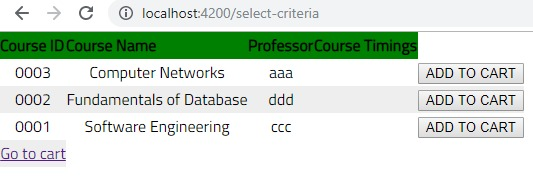 localhost:4200/select-criteria
Course ID Course Name Professor Course Timings
0003 Computer Networks aaa ADD TO CART
0002 Fundamentals of Database ddd ADD TO CART
0001 Software Engineering ccc ADD TO CART
Go to cart